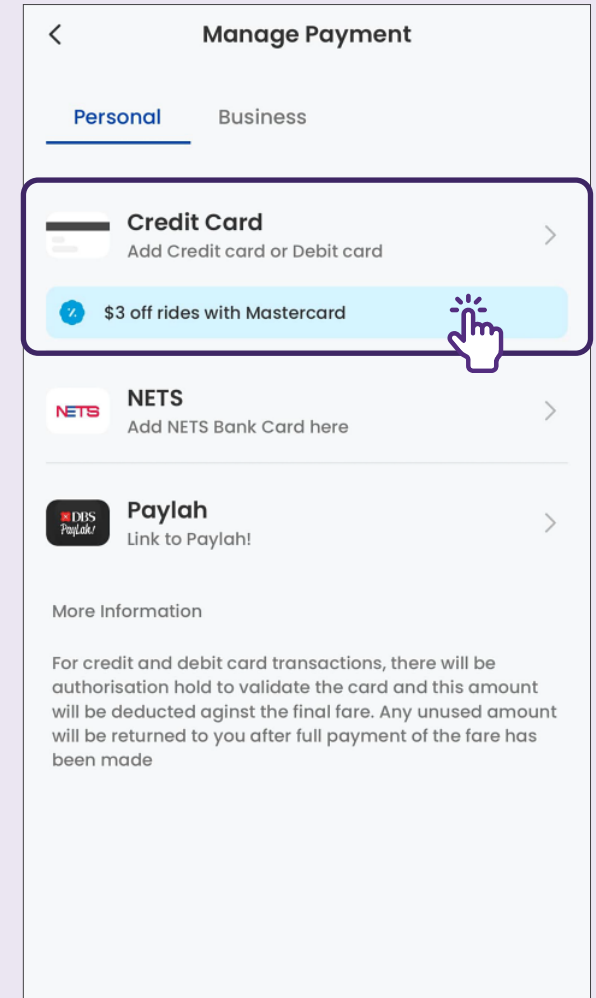 Manage Payment
Personal Business
Credit Card
Add Credit card or Debit card
$3 off rides with Mastercard
NETS
NETS
Add NETS Bank Card here
DBS
PayLah!
Paylah
Link to Paylah!
More Information
For credit and debit card transactions, there will be
authorisation hold to validate the card and this amount
will be deducted aginst the final fare. Any unused amount
will be returned to you after full payment of the fare has
been made